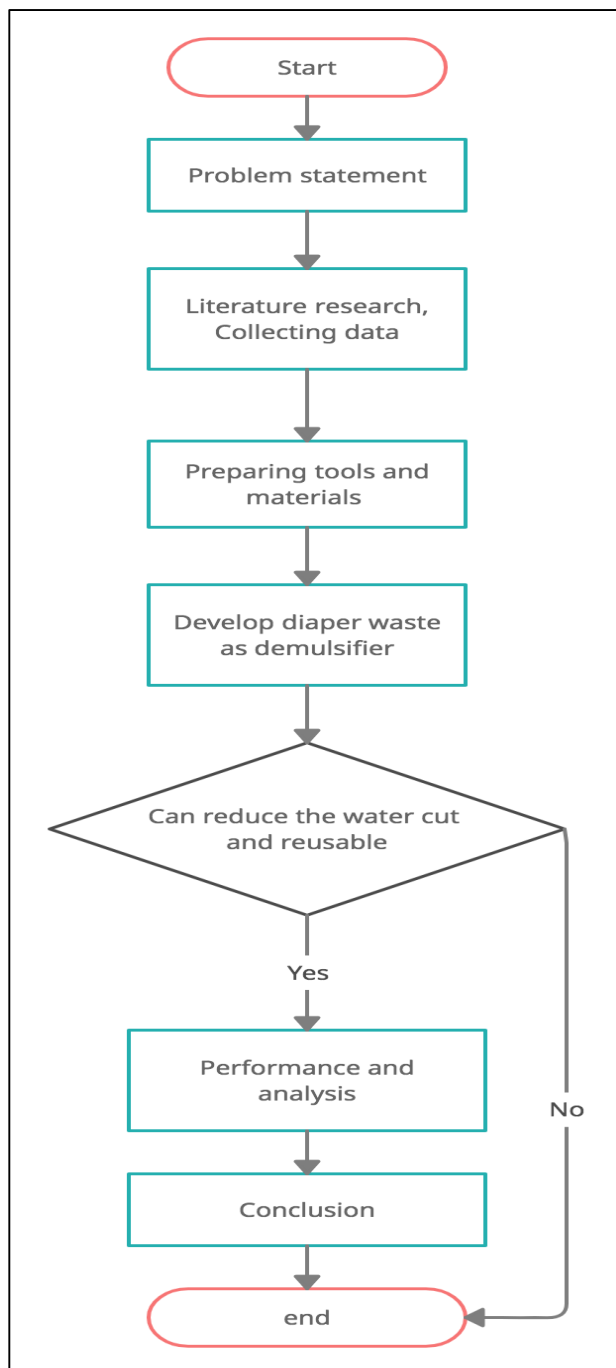 Start
Problem statement
Literature research,
Collecting data
Preparing tools and
materials
Develop diaper waste
as demulsifier
Can reduce the water cut
and reusable
Yes
Performance and
analysis
No
Conclusion
end